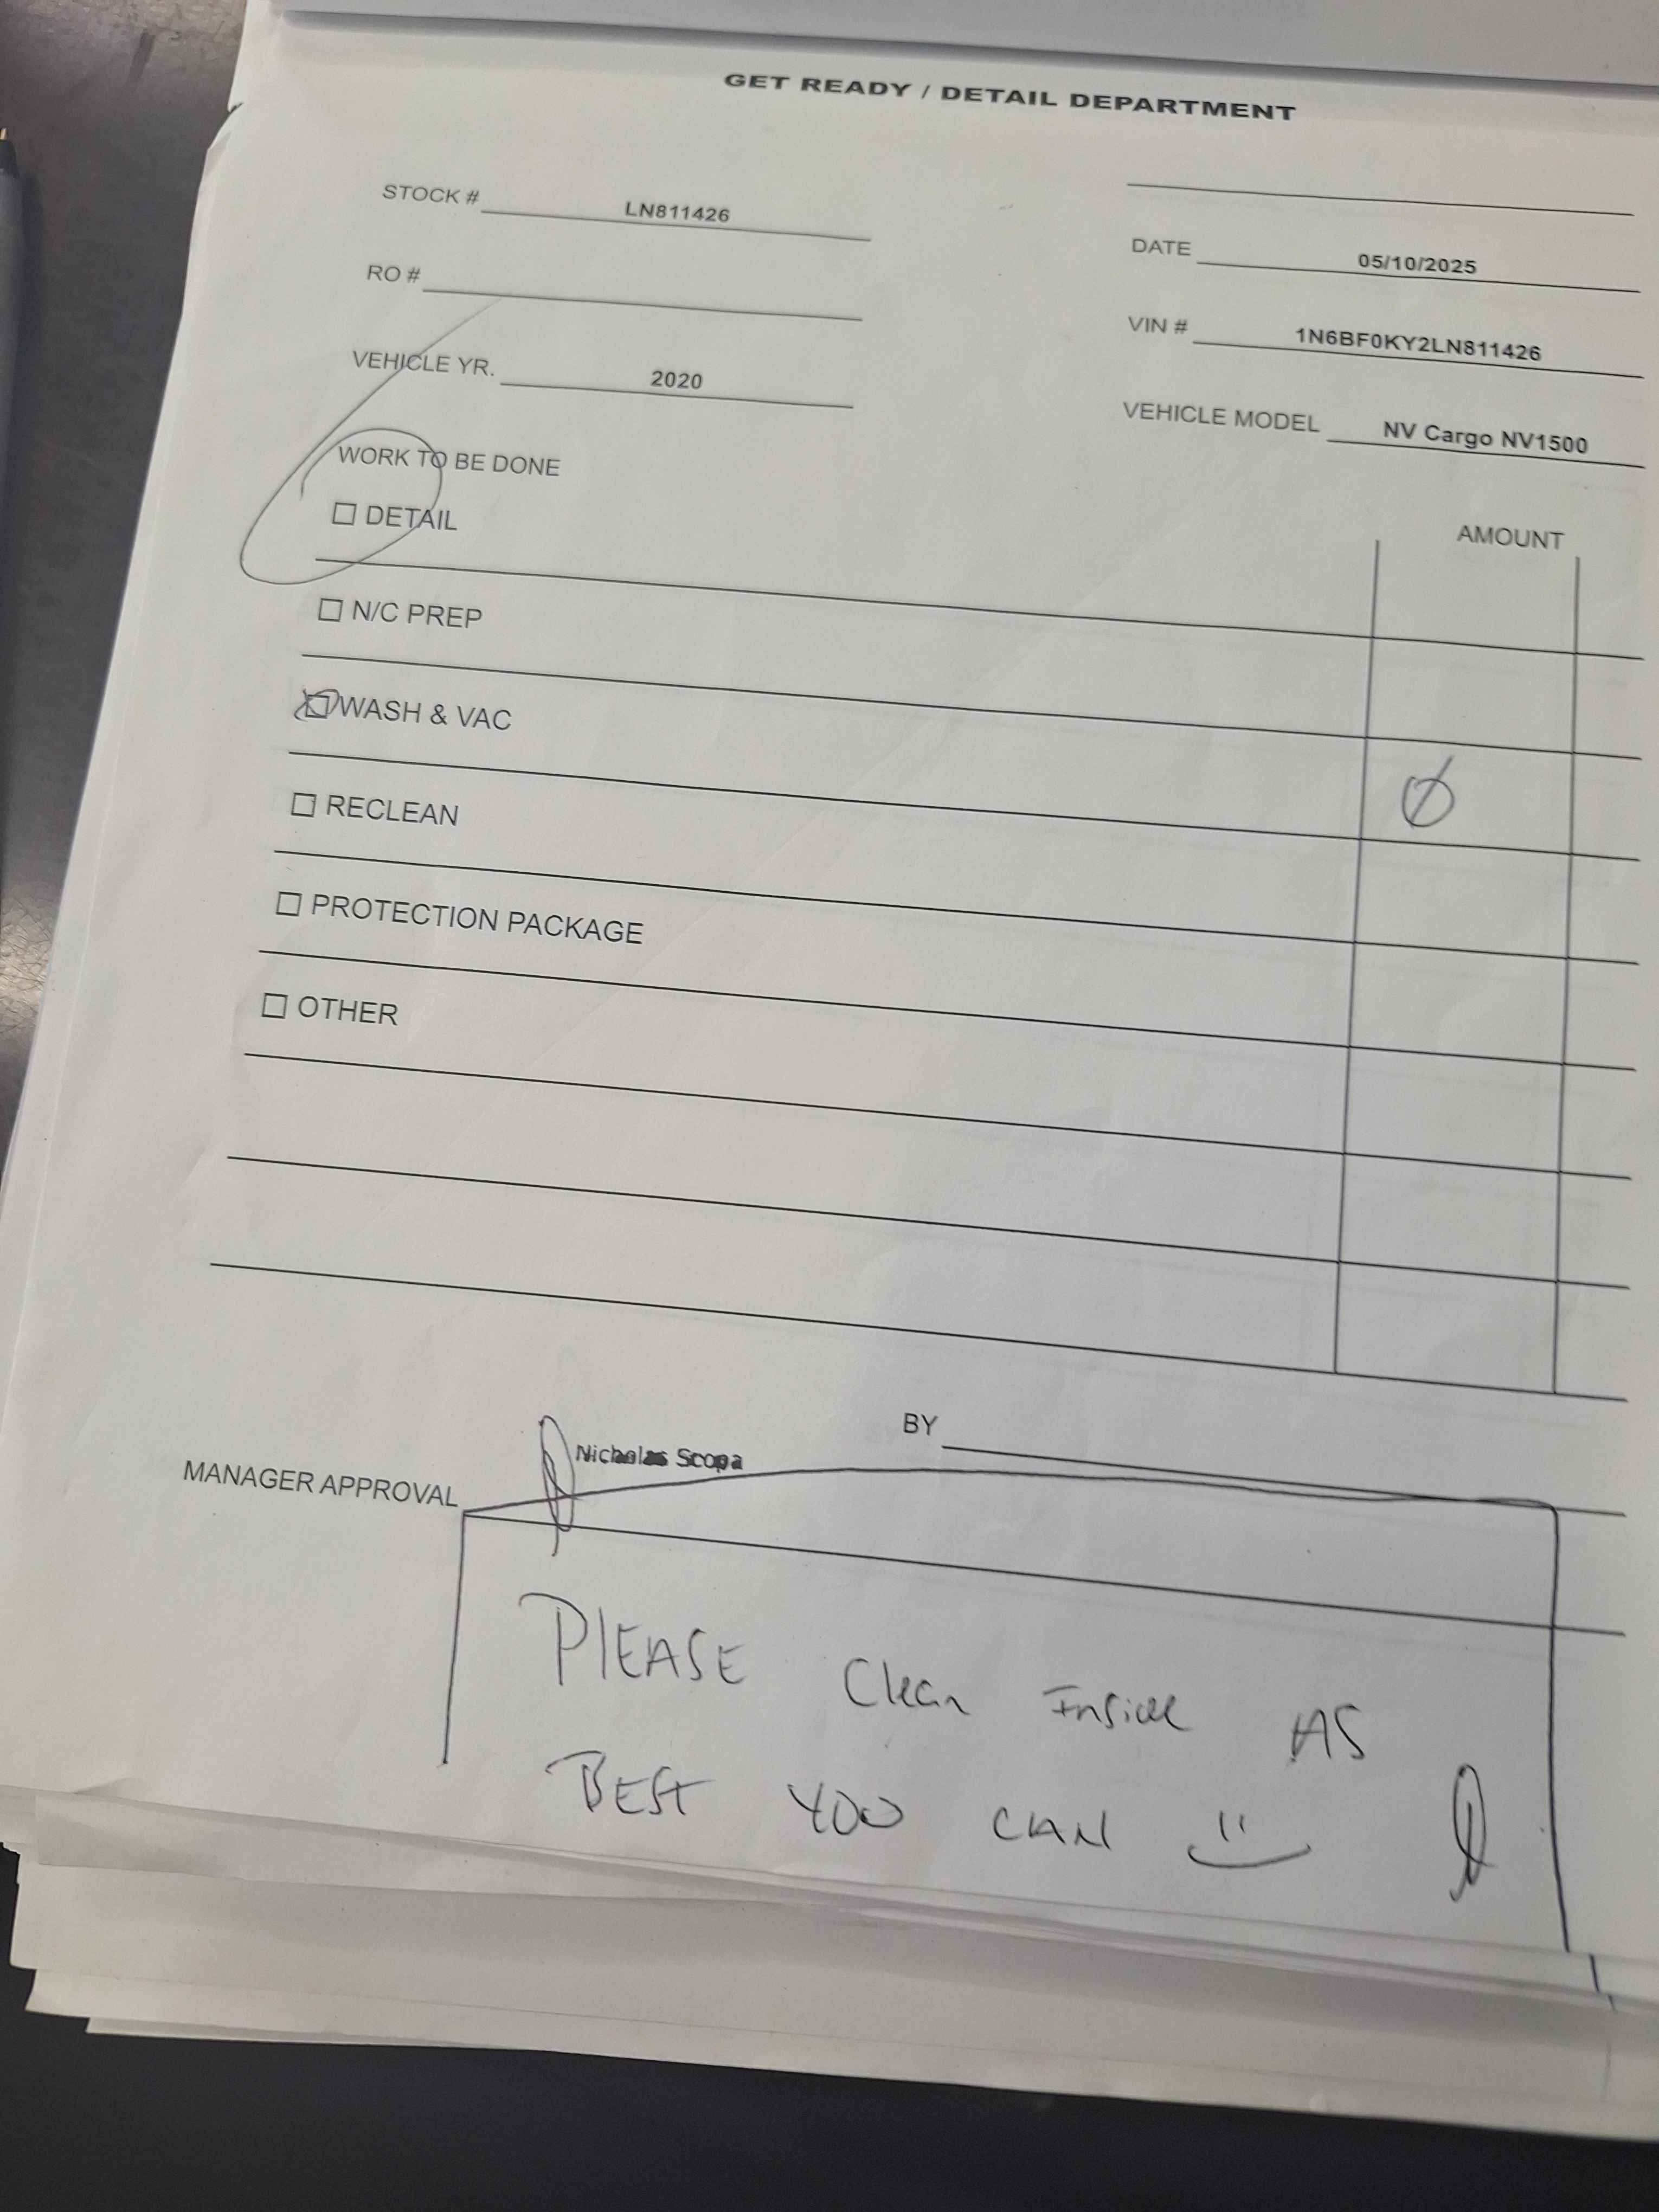 GET READY / DETAIL DEPARTMENT
STOCK # LN811426
DATE 05/10/2025
RO #
VIN # 1N6BF0KY2LN811426
VEHICLE YR. 2020
VEHICLE MODEL NV Cargo NV1500
WORK TO BE DONE
AMOUNT
☐ DETAIL
☐ N/C PREP
☒ WASH & VAC Ø
☐ RECLEAN
☐ PROTECTION PACKAGE
☐ OTHER
MANAGER APPROVAL Nicholas Scopa BY
PLEASE Clean Inside AS
BEST YOU CAN